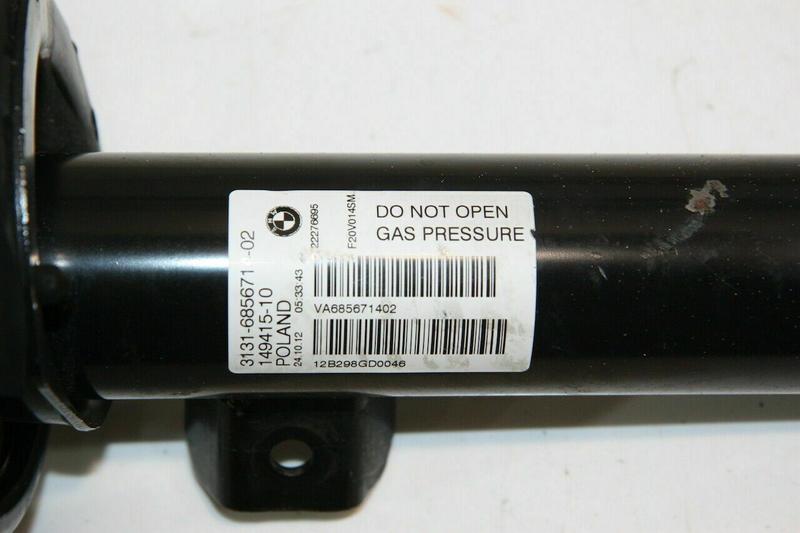 BMW
3131-685671 -02
149415-10
POLAND
24.10.12 05:33:43
22276695
F20V014SM
DO NOT OPEN
GAS PRESSURE
VA685671402
12B298GD0046